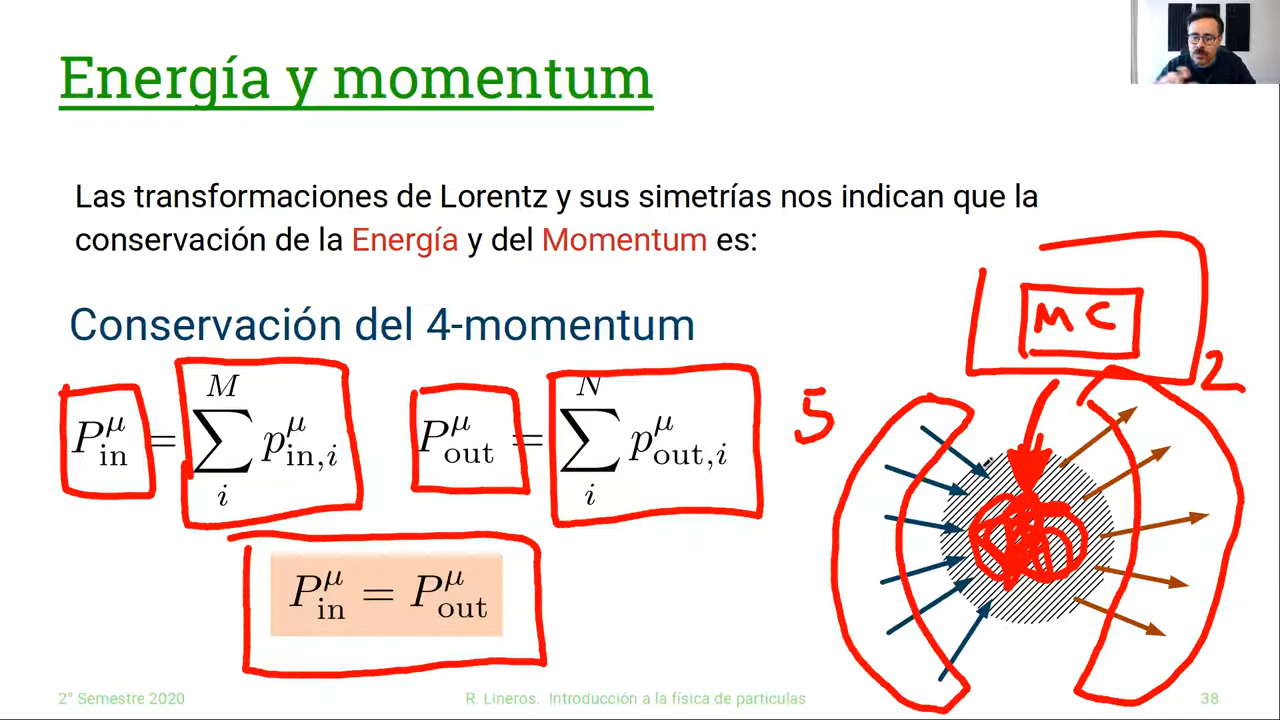 Energía y momentum
Las transformaciones de Lorentz y sus simetrías nos indican que la
conservación de la Energía y del Momentum es:
Conservación del 4-momentum
P^μ_in = ∑_i^M p^μ_in,i
P^μ_out = ∑_i^N p^μ_out,i
P^μ_in = P^μ_out
MC
5
2
2° Semestre 2020
R. Lineros. Introducción a la física de particulas
38